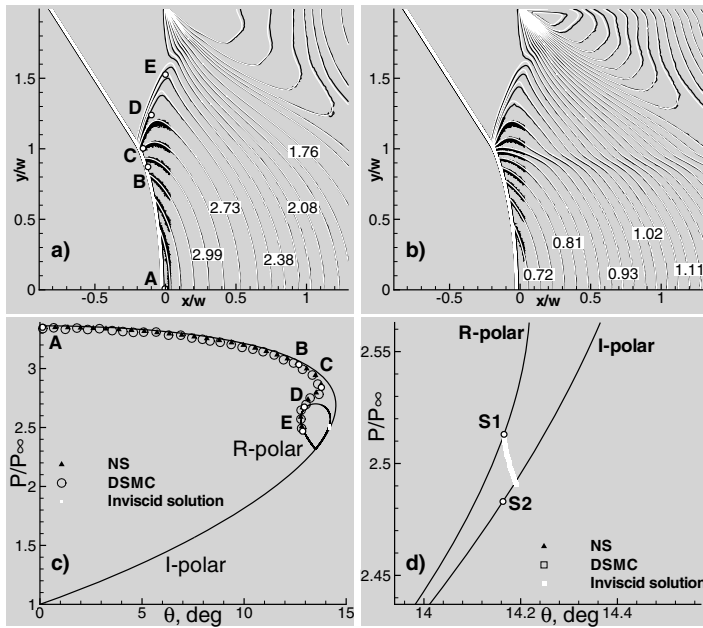 a)
y/w
1.5
1
0.5
0
-0.5
0
x/w
0.5
1
E
D
C
B
A
1.76
2.73
2.08
2.99
2.38
b)
y/w
1.5
1
0.5
0
-0.5
0
x/w
0.5
1
0.81
1.02
0.72
0.93
1.11
c)
P/P∞
3.5
3
2.5
2
1.5
1
0
5
10
15
θ, deg
A
B
C
D
E
R-polar
I-polar
NS
DSMC
Inviscid solution
d)
P/P∞
2.55
2.5
2.45
14
14.2
14.4
θ, deg
R-polar
I-polar
S1
S2
NS
DSMC
Inviscid solution